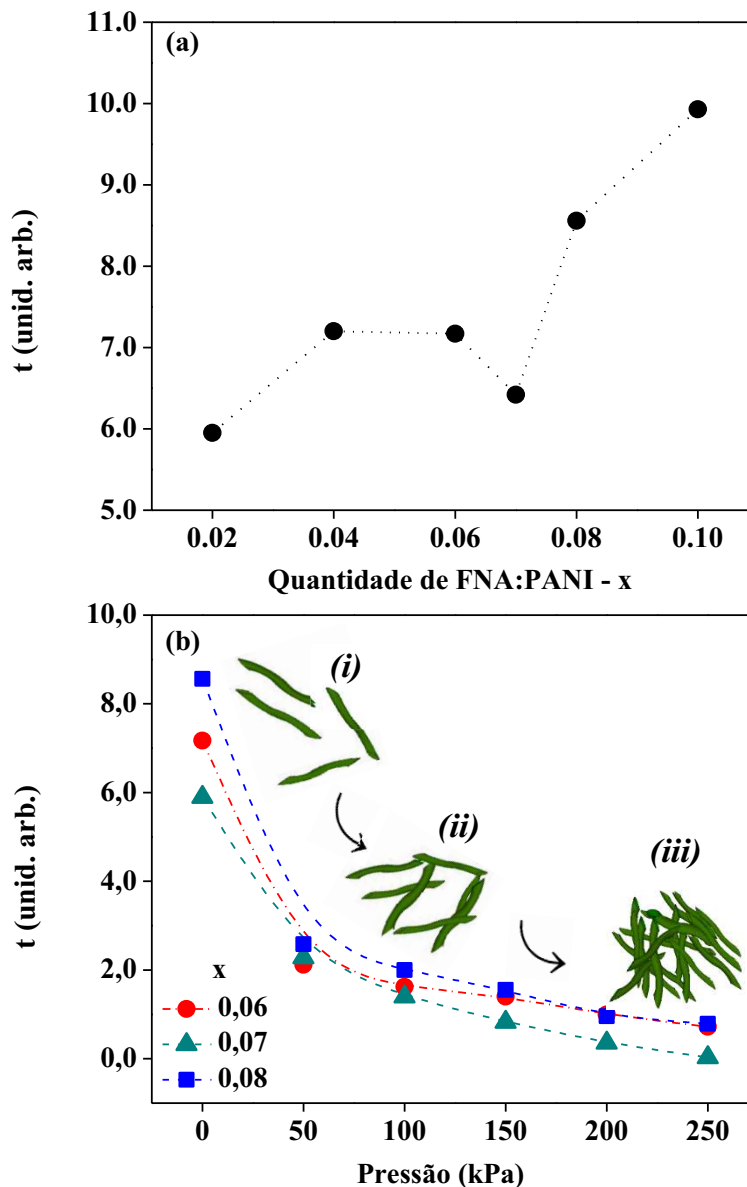 (a)
11.0
10.0
9.0
8.0
7.0
6.0
5.0
t (unid. arb.)
0.02 0.04 0.06 0.08 0.10
Quantidade de FNA:PANI - x
(b)
10,0
8,0
6,0
4,0
2,0
0,0
t (unid. arb.)
(i)
(ii)
(iii)
x
0,06
0,07
0,08
0 50 100 150 200 250
Pressão (kPa)